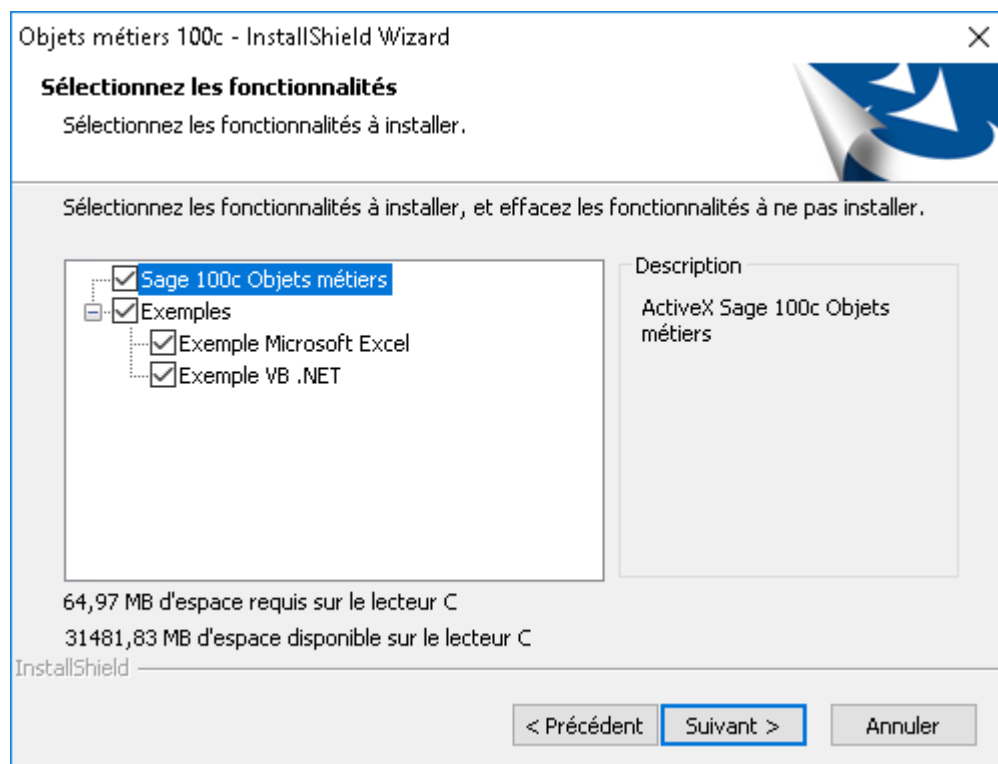 Objets métiers 100c - InstallShield Wizard
Sélectionnez les fonctionnalités
Sélectionnez les fonctionnalités à installer.
Sélectionnez les fonctionnalités à installer, et effacez les fonctionnalités à ne pas installer.
Sage 100c Objets métiers
Exemples
Exemple Microsoft Excel
Exemple VB .NET
Description
ActiveX Sage 100c Objets
métiers
64,97 MB d'espace requis sur le lecteur C
31481,83 MB d'espace disponible sur le lecteur C
InstallShield
< Précédent
Suivant >
Annuler